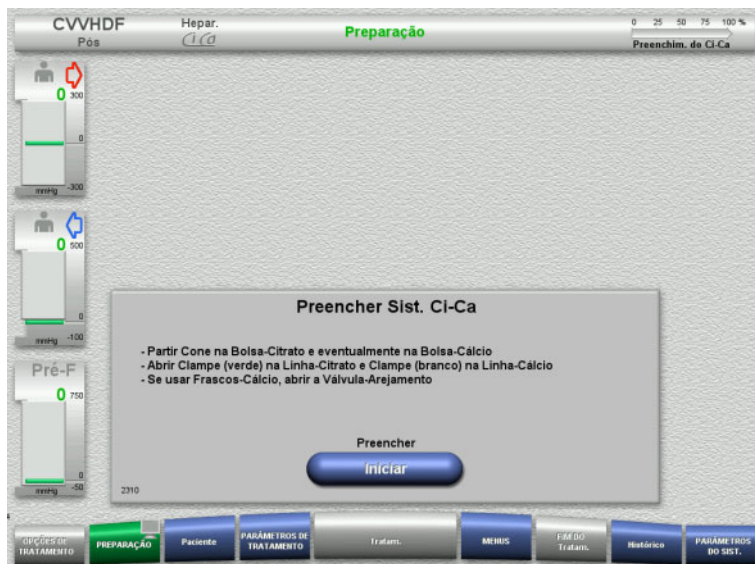 CVVHDF
Pós
Hepar.
Ci Ca
Preparação
0 25 50 75 100 %
Preenchim. do Ci-Ca
0
300
0
mmHg -300
0
500
0
mmHg -100
Pré-F
0
750
0
mmHg -50
Preencher Sist. Ci-Ca
- Partir Cone na Bolsa-Citrato e eventualmente na Bolsa-Cálcio
- Abrir Clampe (verde) na Linha-Citrato e Clampe (branco) na Linha-Cálcio
- Se usar Frascos-Cálcio, abrir a Válvula-Arejamento
Preencher
Iniciar
2310
OPÇÕES DE
TRATAMENTO
PREPARAÇÃO
Paciente
PARÂMETROS DE
TRATAMENTO
Tratam.
MENUS
FIM DO
Tratam.
Histórico
PARÂMETROS
DO SIST.